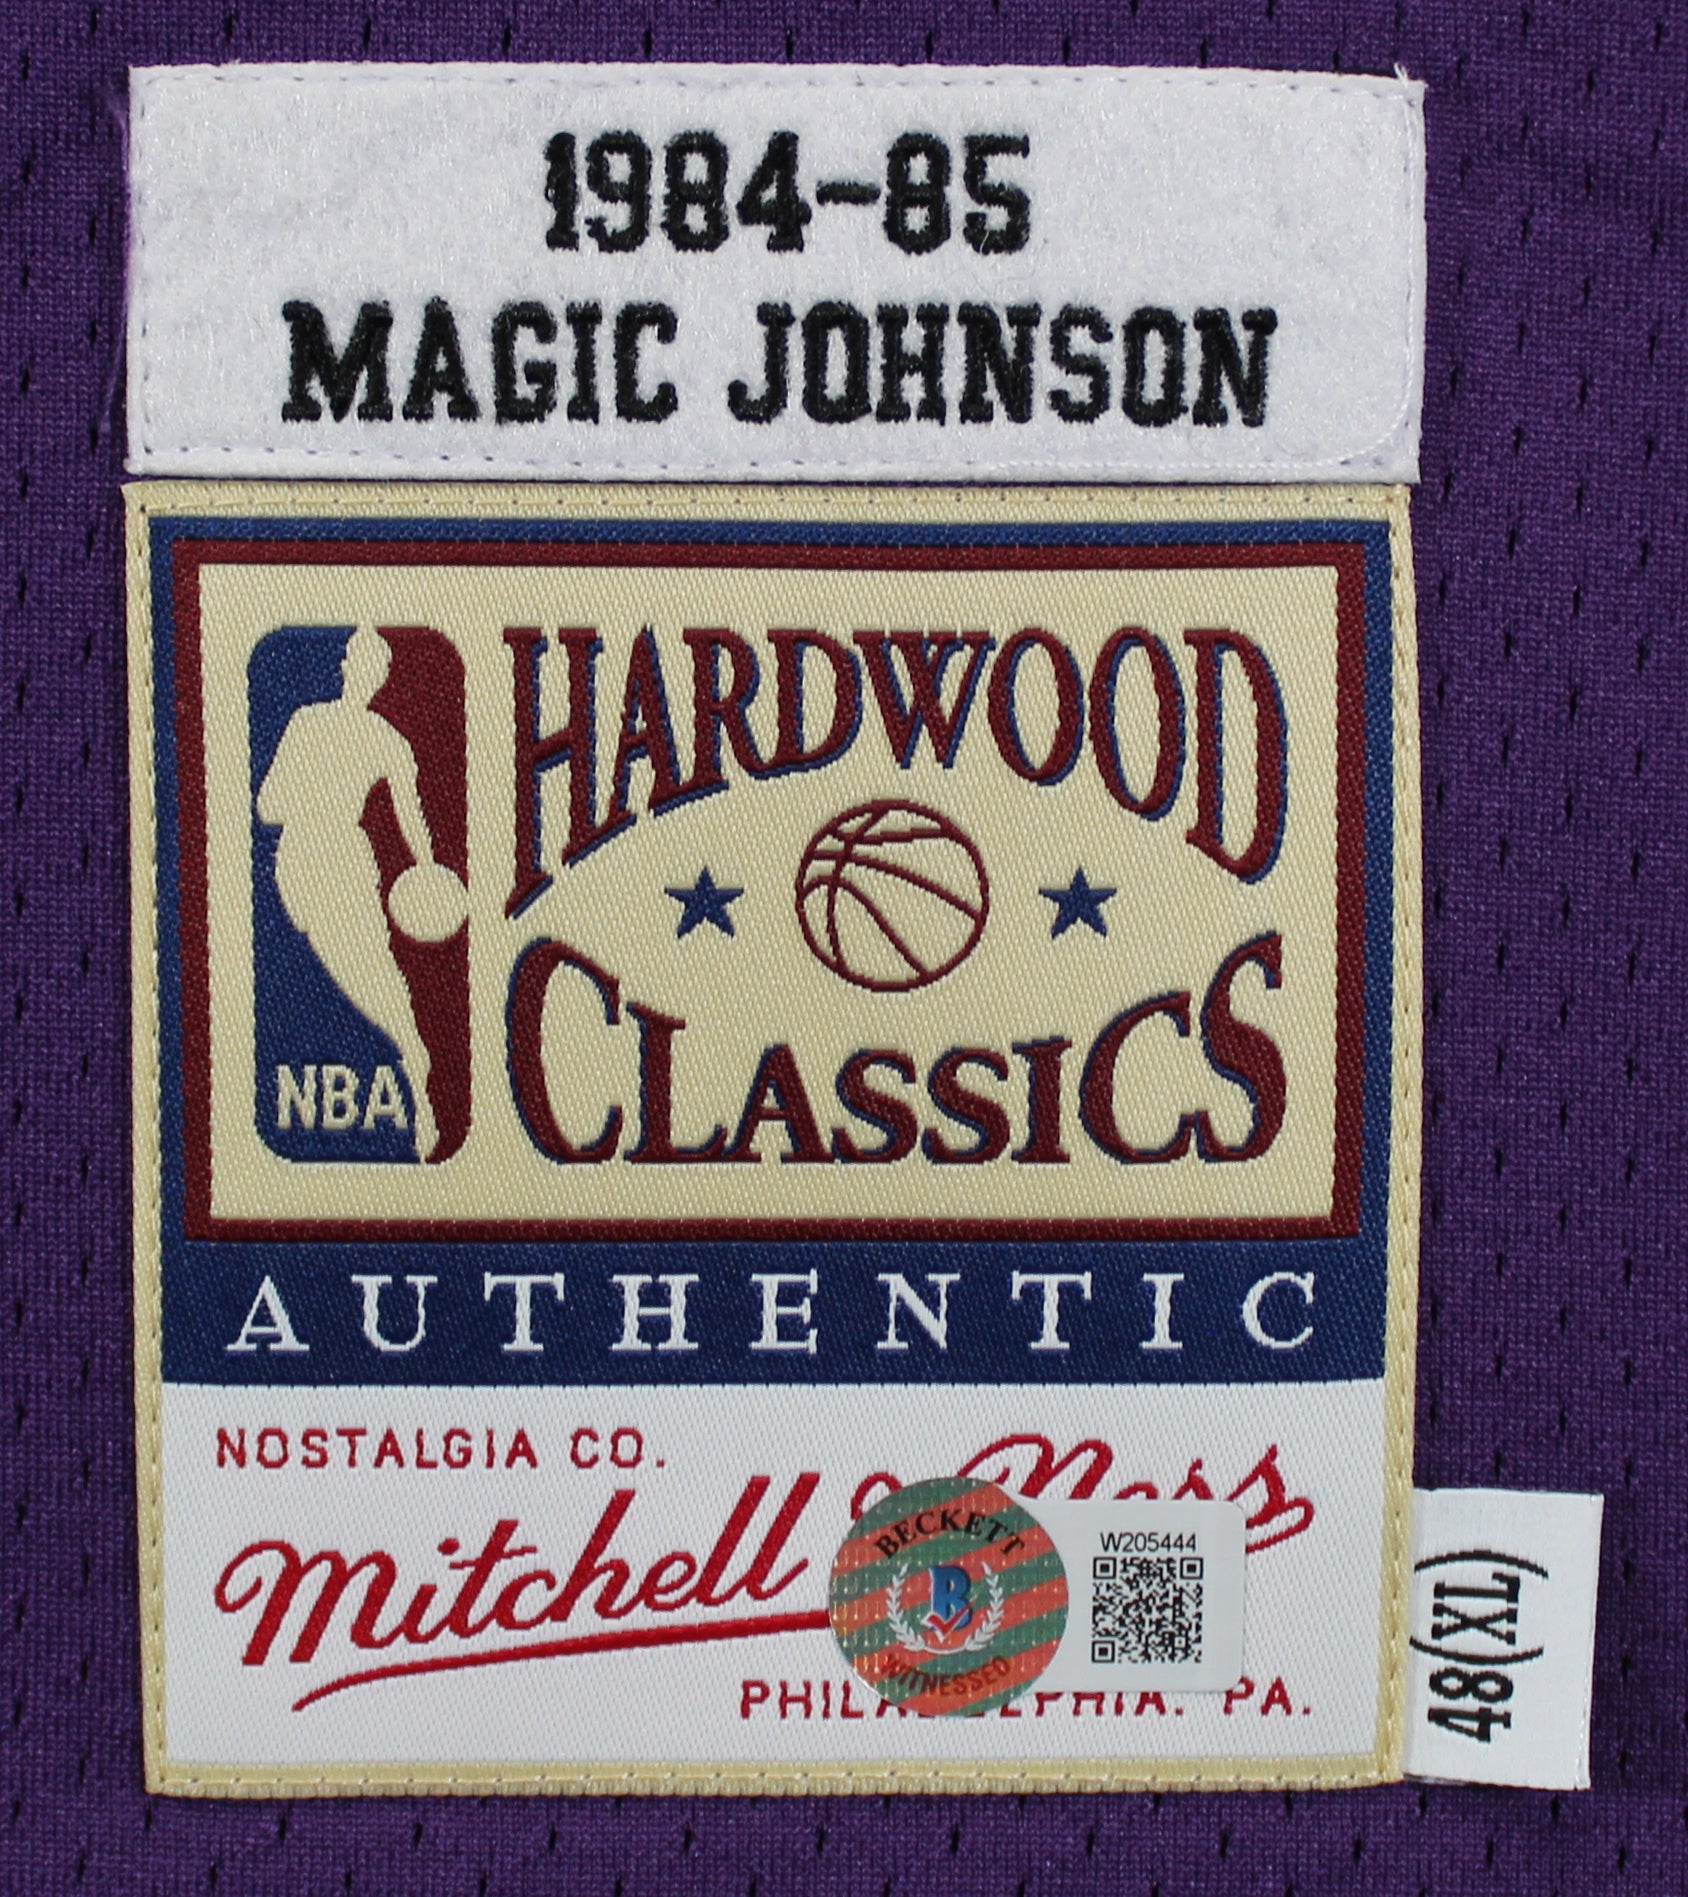 1984-85
MAGIC JOHNSON
HARDWOOD
CLASSICS
NBA
AUTHENTIC
NOSTALGIA CO.
Mitchell & Ness
BECKETT
B
WITNESSED
W205444
PHILADELPHIA, PA.
48(XL)